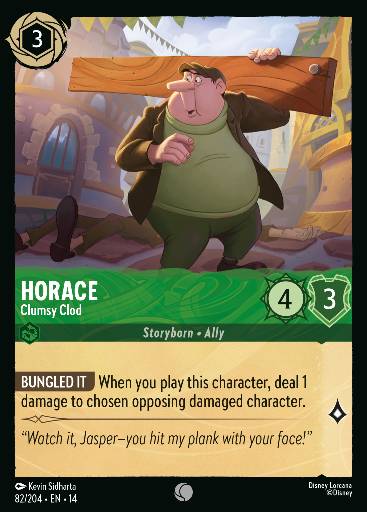 3
HORACE
Clumsy Clod
4
3
Storyborn • Ally
BUNGLED IT When you play this character, deal 1
damage to chosen opposing damaged character.
“Watch it, Jasper–you hit my plank with your face!”
Kevin Sidharta
82/204 • EN • 14
Disney Lorcana
©Disney